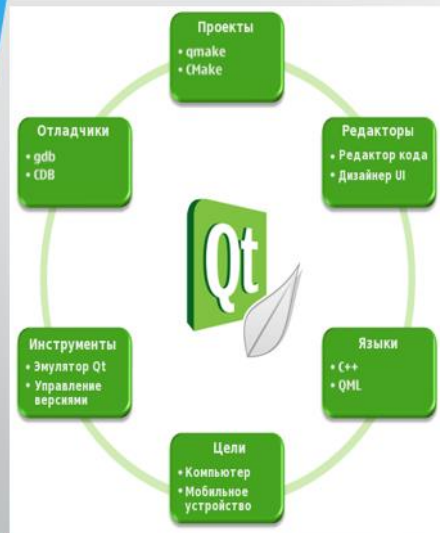 Проекты
• qmake
• CMake
Отладчики
• gdb
• CDB
Редакторы
• Редактор кода
• Дизайнер UI
Qt
Инструменты
• Эмулятор Qt
• Управление
версиями
Языки
• C++
• QML
Цели
• Компьютер
• Мобильное
устройство